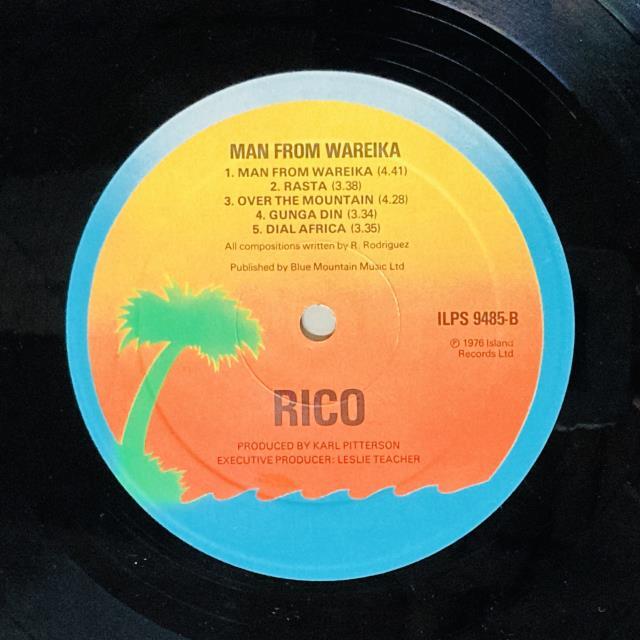 MAN FROM WAREIKA
1. MAN FROM WAREIKA (4.41)
2. RASTA (3.38)
3. OVER THE MOUNTAIN (4.28)
4. GUNGA DIN (3.34)
5. DIAL AFRICA (3.35)
All compositions written by R. Rodriguez
Published by Blue Mountain Music Ltd
ILPS 9485-B
℗ 1976 Island
Records Ltd
RICO
PRODUCED BY KARL PITTERSON
EXECUTIVE PRODUCER: LESLIE TEACHER